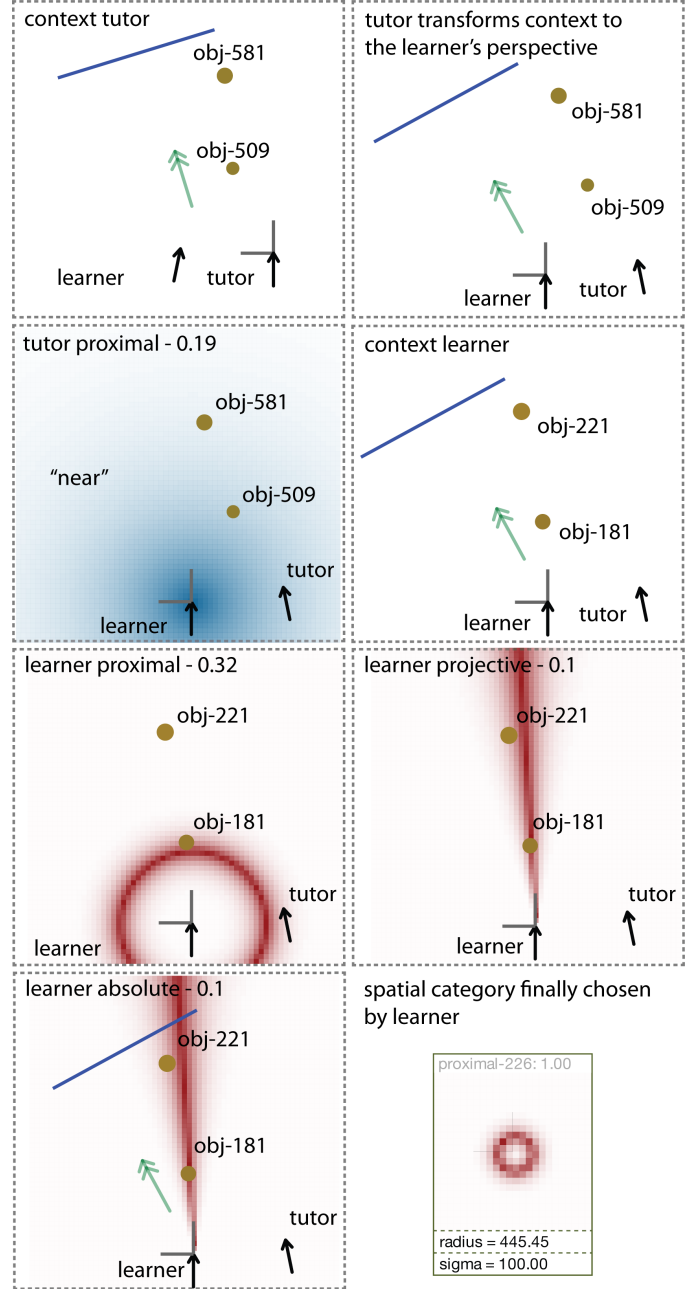 context tutor
obj-581
obj-509
learner
tutor
tutor transforms context to
the learner's perspective
obj-581
obj-509
learner
tutor
tutor proximal - 0.19
obj-581
"near"
obj-509
tutor
learner
context learner
obj-221
obj-181
learner
tutor
learner proximal - 0.32
obj-221
obj-181
tutor
learner
learner projective - 0.1
obj-221
obj-181
tutor
learner
learner absolute - 0.1
obj-221
obj-181
tutor
learner
spatial category finally chosen
by learner
proximal-226: 1.00
radius = 445.45
sigma = 100.00